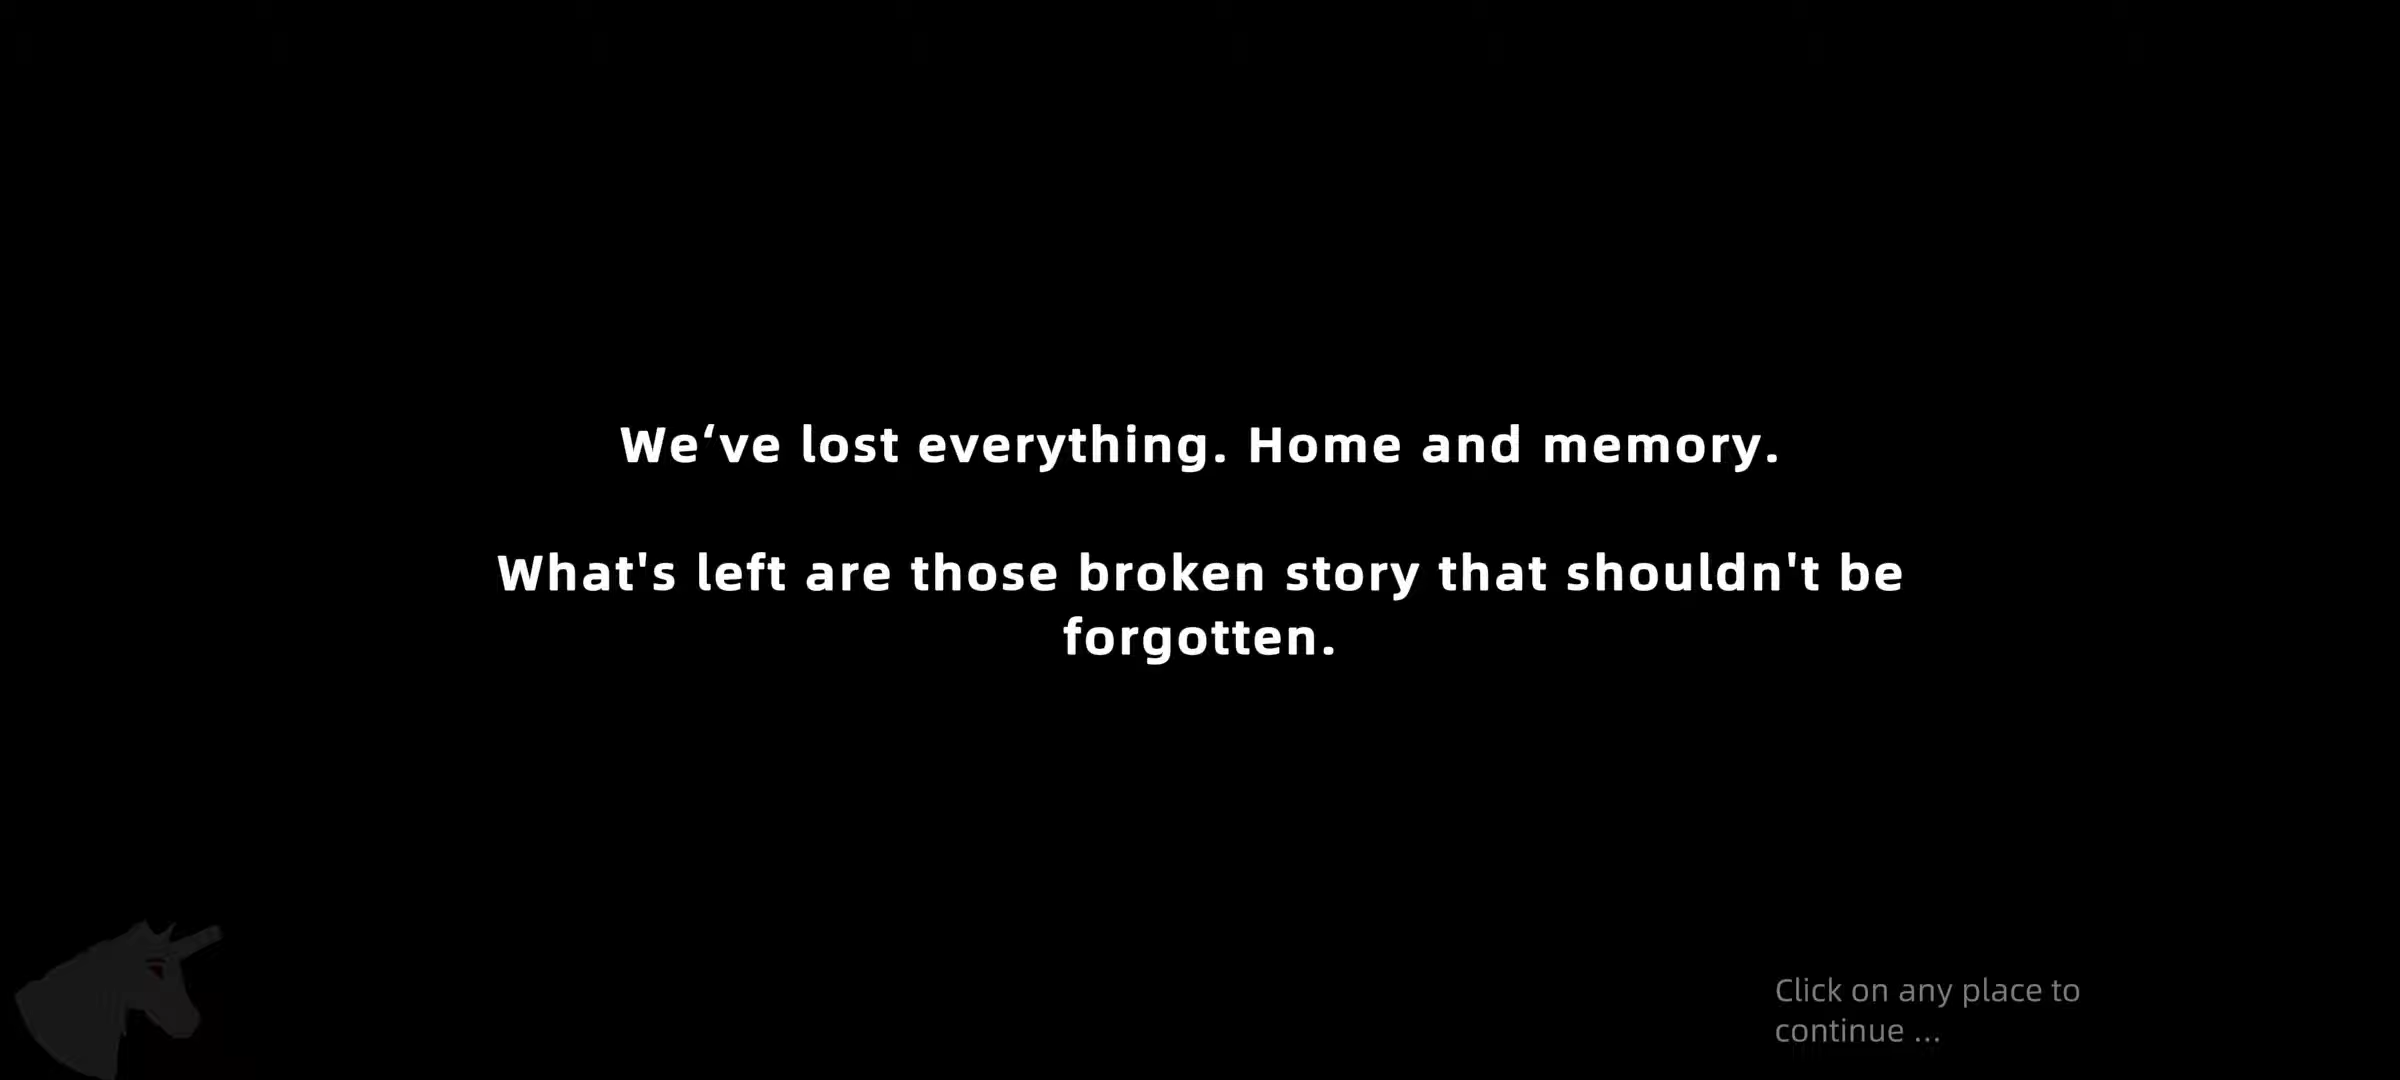 We‘ve lost everything. Home and memory.
What's left are those broken story that shouldn't be
forgotten.
Click on any place to
continue ...